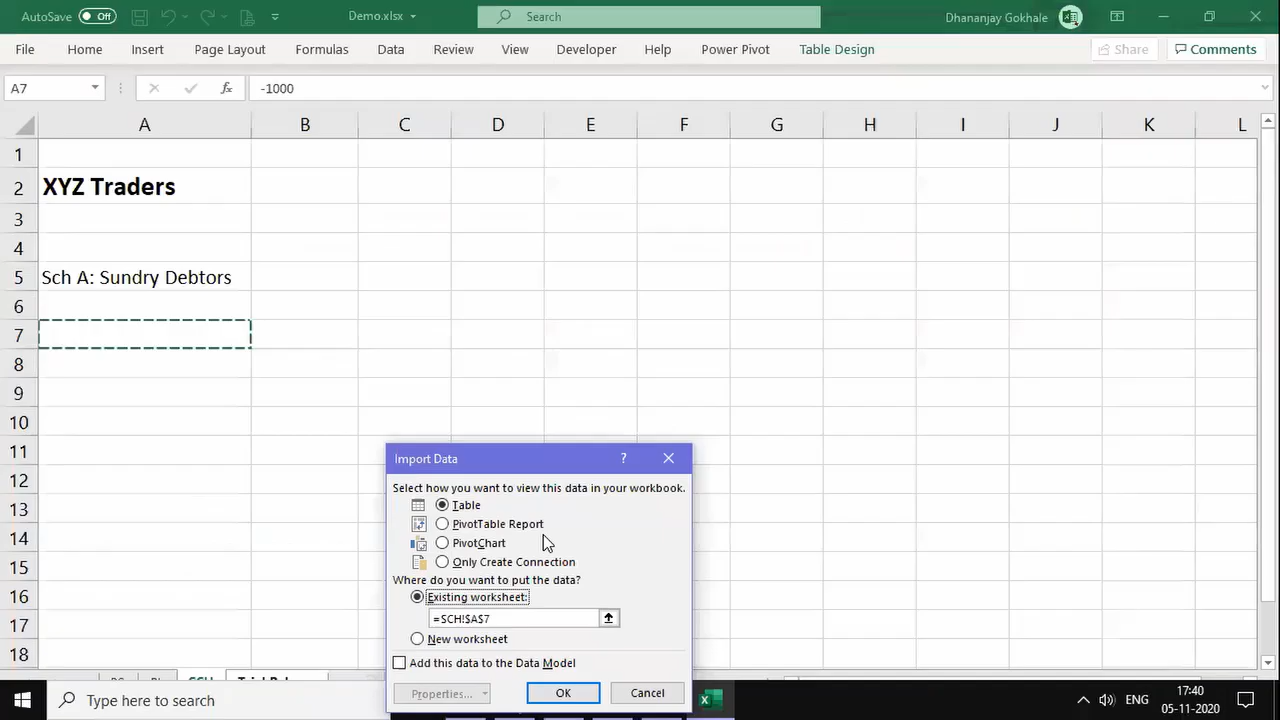 AutoSave Off Demo.xlsx Search Dhananjay Gokhale
File Home Insert Page Layout Formulas Data Review View Developer Help Power Pivot Table Design Share Comments
A7 fx -1000
A B C D E F G H I J K L
1
2 XYZ Traders
3
4
5 Sch A: Sundry Debtors
6
7
8
9
10
11
12
13
14
15
16
17
18
Import Data ?
Select how you want to view this data in your workbook.
Table
PivotTable Report
PivotChart
Only Create Connection
Where do you want to put the data?
Existing worksheet:
=SCH!$A$7
New worksheet
Add this data to the Data Model
Properties... OK Cancel
Type here to search
ENG
17:40
05-11-2020